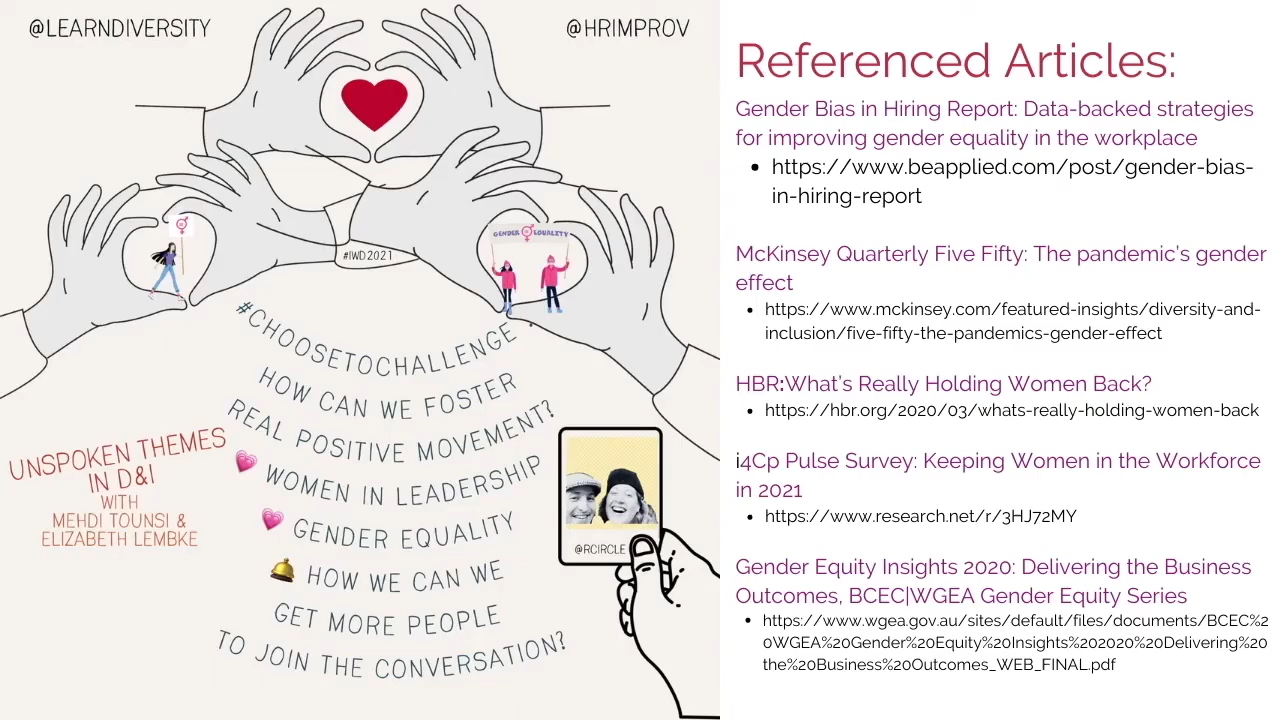 @LEARNDIVERSITY
@HRIMPROV
#IWD2021
GENDER EQUALITY
#CHOOSETOCHALLENGE
HOW CAN WE FOSTER
REAL POSITIVE MOVEMENT?
WOMEN IN LEADERSHIP
GENDER EQUALITY
HOW WE CAN WE
GET MORE PEOPLE
TO JOIN THE CONVERSATION?
UNSPOKEN THEMES
IN D&I
WITH
MEHDI TOUNSI &
ELIZABETH LEMBKE
@RCIRCLE
Referenced Articles:
Gender Bias in Hiring Report: Data-backed strategies
for improving gender equality in the workplace
• https://www.beapplied.com/post/gender-bias-
in-hiring-report
McKinsey Quarterly Five Fifty: The pandemic's gender
effect
• https://www.mckinsey.com/featured-insights/diversity-and-
inclusion/five-fifty-the-pandemics-gender-effect
HBR:What's Really Holding Women Back?
• https://hbr.org/2020/03/whats-really-holding-women-back
i4Cp Pulse Survey: Keeping Women in the Workforce
in 2021
• https://www.research.net/r/3HJ72MY
Gender Equity Insights 2020: Delivering the Business
Outcomes, BCEC|WGEA Gender Equity Series
• https://www.wgea.gov.au/sites/default/files/documents/BCEC%2
0WGEA%20Gender%20Equity%20Insights%202020%20Delivering%20
the%20Business%20Outcomes_WEB_FINAL.pdf